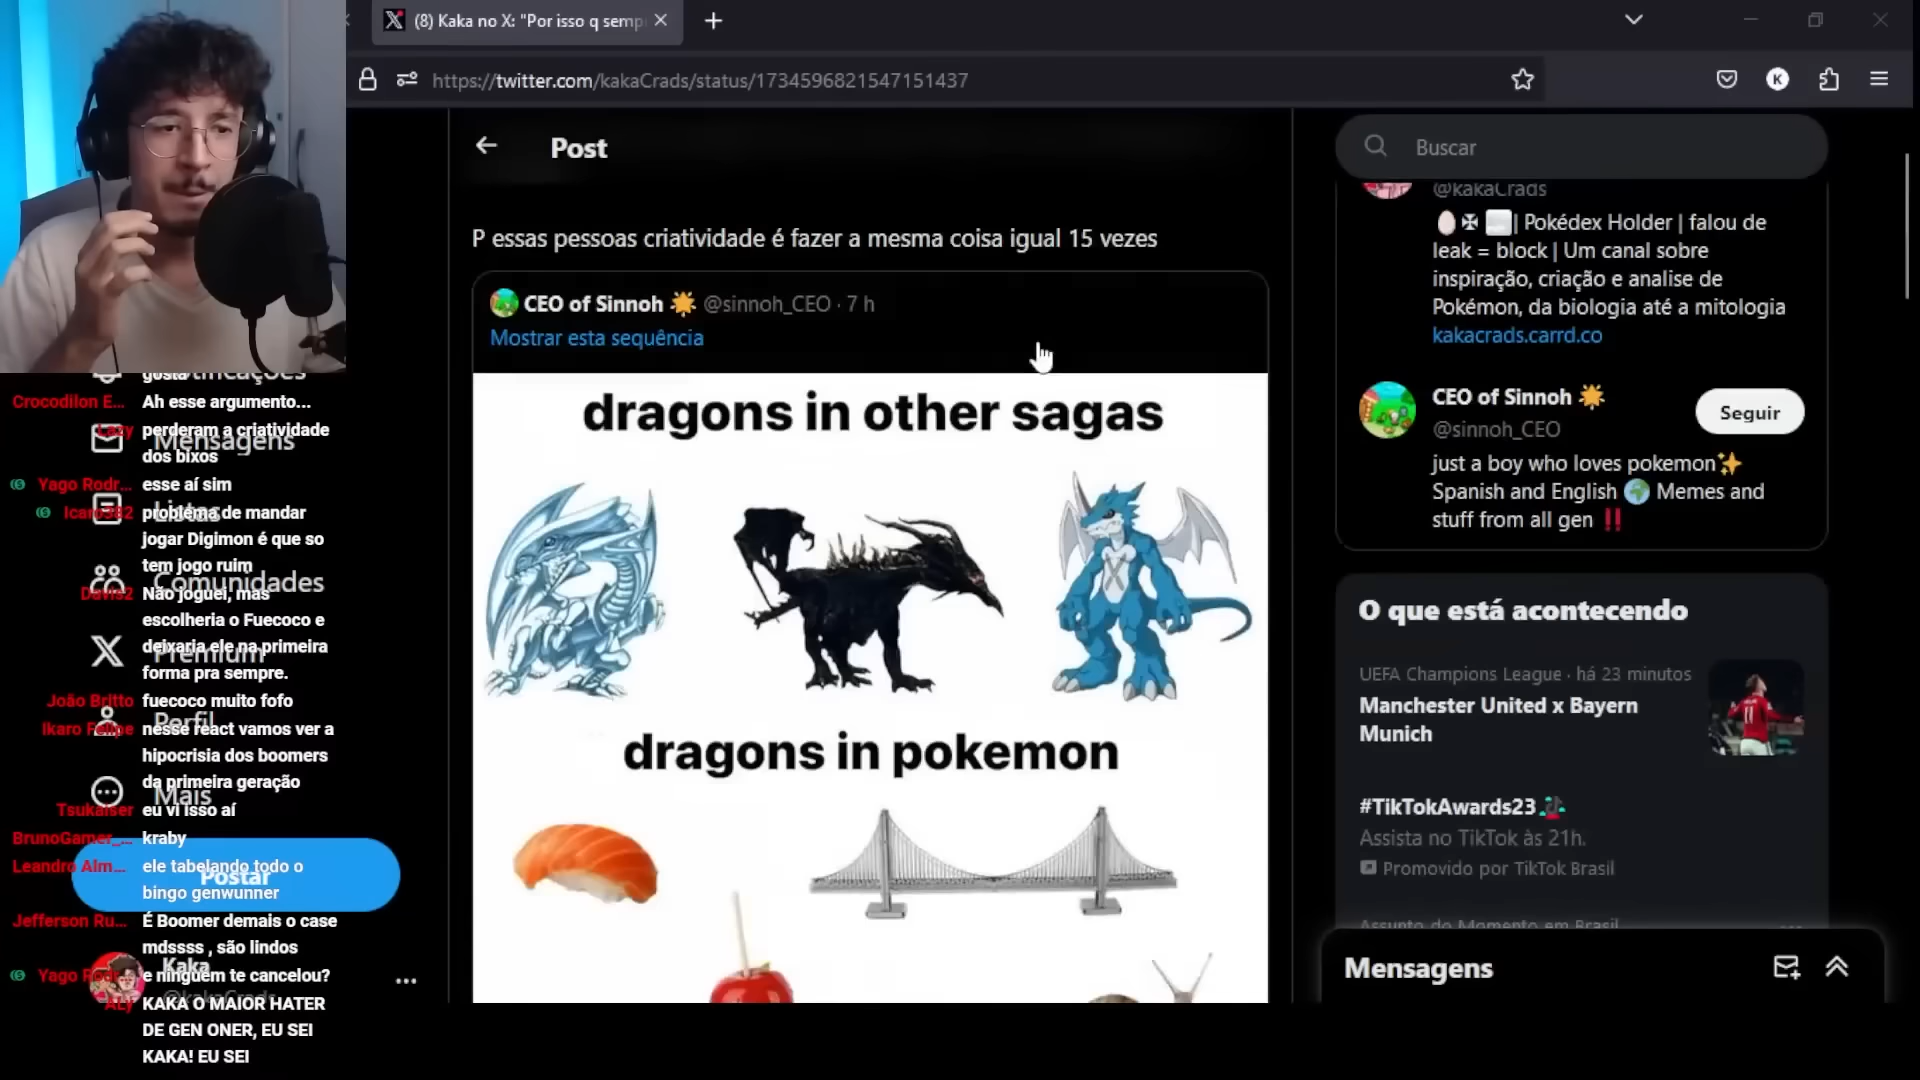 (8) Kaka no X: "Por isso q semp
https://twitter.com/kakaCrads/status/1734596821547151437
K
Post
Buscar
P essas pessoas criatividade é fazer a mesma coisa igual 15 vezes
CEO of Sinnoh @sinnoh_CEO · 7 h
Mostrar esta sequência
dragons in other sagas
dragons in pokemon
@kakaCrads
| Pokédex Holder | falou de
leak = block | Um canal sobre
inspiração, criação e analise de
Pokémon, da biologia até a mitologia
kakacrads.carrd.co
CEO of Sinnoh
@sinnoh_CEO
Seguir
just a boy who loves pokemon
Spanish and English Memes and
stuff from all gen
O que está acontecendo
UEFA Champions League · há 23 minutos
Manchester United x Bayern
Munich
#TikTokAwards23
Assista no TikTok às 21h.
Promovido por TikTok Brasil
Assunto do Momento em Brasil
Mensagens
gosta
Notificações
Crocodilon E... Ah esse argumento...
Lazy perderam a criatividade
dos bixos
Mensagens
Yago Rodr... esse aí sim
Listas
Icaro382 problema de mandar
jogar Digimon é que so
tem jogo ruim
Comunidades
Davis2 Não joguei, mas
escolheria o Fuecoco e
deixaria ele na primeira
forma pra sempre.
Premium
João Britto fuecoco muito fofo
Perfil
Ikaro Felipe nesse react vamos ver a
hipocrisia dos boomers
da primeira geração
Mais
Tsukaiser eu vi isso aí
BrunoGamer_... kraby
Leandro Alm... ele tabelando todo o
bingo genwunner
Postar
Jefferson Ru... É Boomer demais o case
mdssss , são lindos
Kaka
@kakaCrads
Yago Rodr... e ninguém te cancelou?
ALy KAKA O MAIOR HATER
DE GEN ONER, EU SEI
KAKA! EU SEI